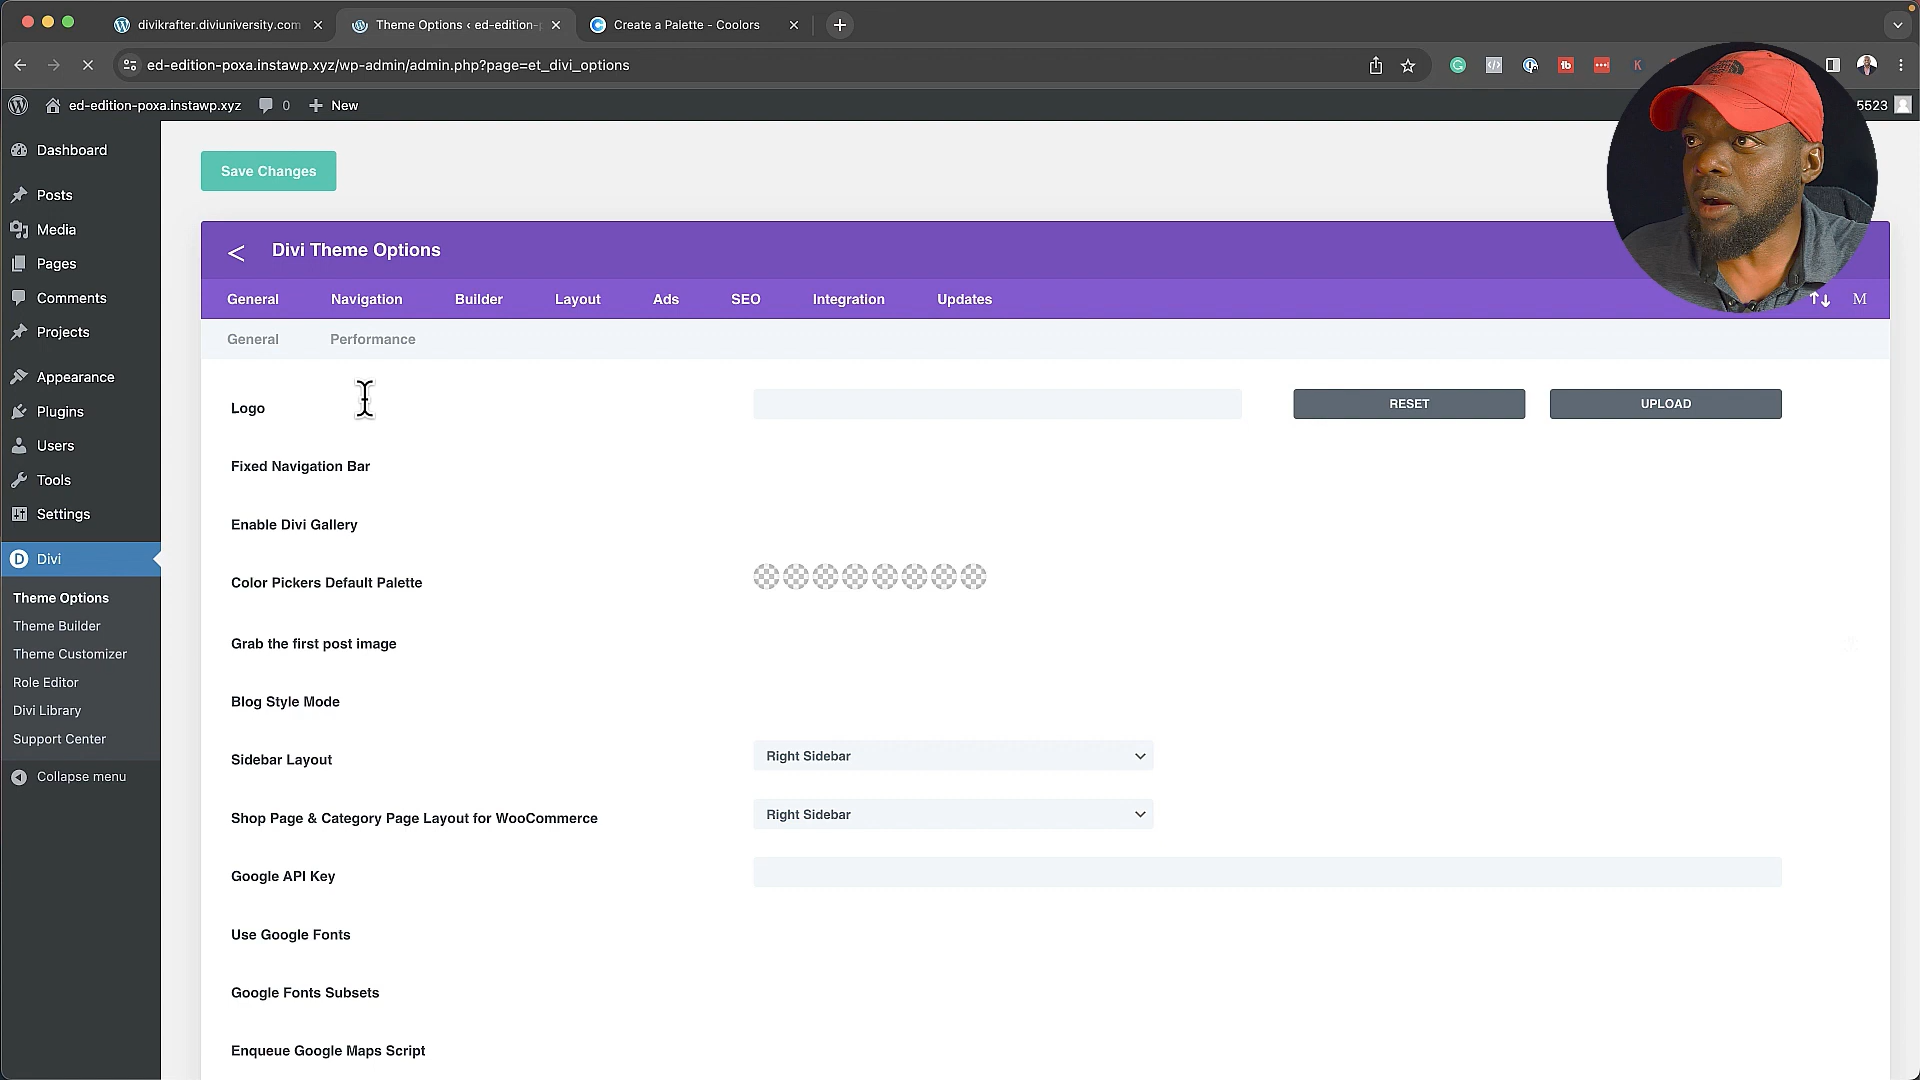 divikrafter.diviuniversity.com
Theme Options ‹ ed-edition-p
Create a Palette - Coolors
ed-edition-poxa.instawp.xyz/wp-admin/admin.php?page=et_divi_options
tb
K
ed-edition-poxa.instawp.xyz
0
New
5523
Dashboard
Posts
Media
Pages
Comments
Projects
Appearance
Plugins
Users
Tools
Settings
D Divi
Theme Options
Theme Builder
Theme Customizer
Role Editor
Divi Library
Support Center
Collapse menu
Save Changes
Divi Theme Options
General Navigation Builder Layout Ads SEO Integration Updates M
General Performance
Logo RESET UPLOAD
Fixed Navigation Bar
Enable Divi Gallery
Color Pickers Default Palette
Grab the first post image
Blog Style Mode
Sidebar Layout Right Sidebar
Shop Page & Category Page Layout for WooCommerce Right Sidebar
Google API Key
Use Google Fonts
Google Fonts Subsets
Enqueue Google Maps Script